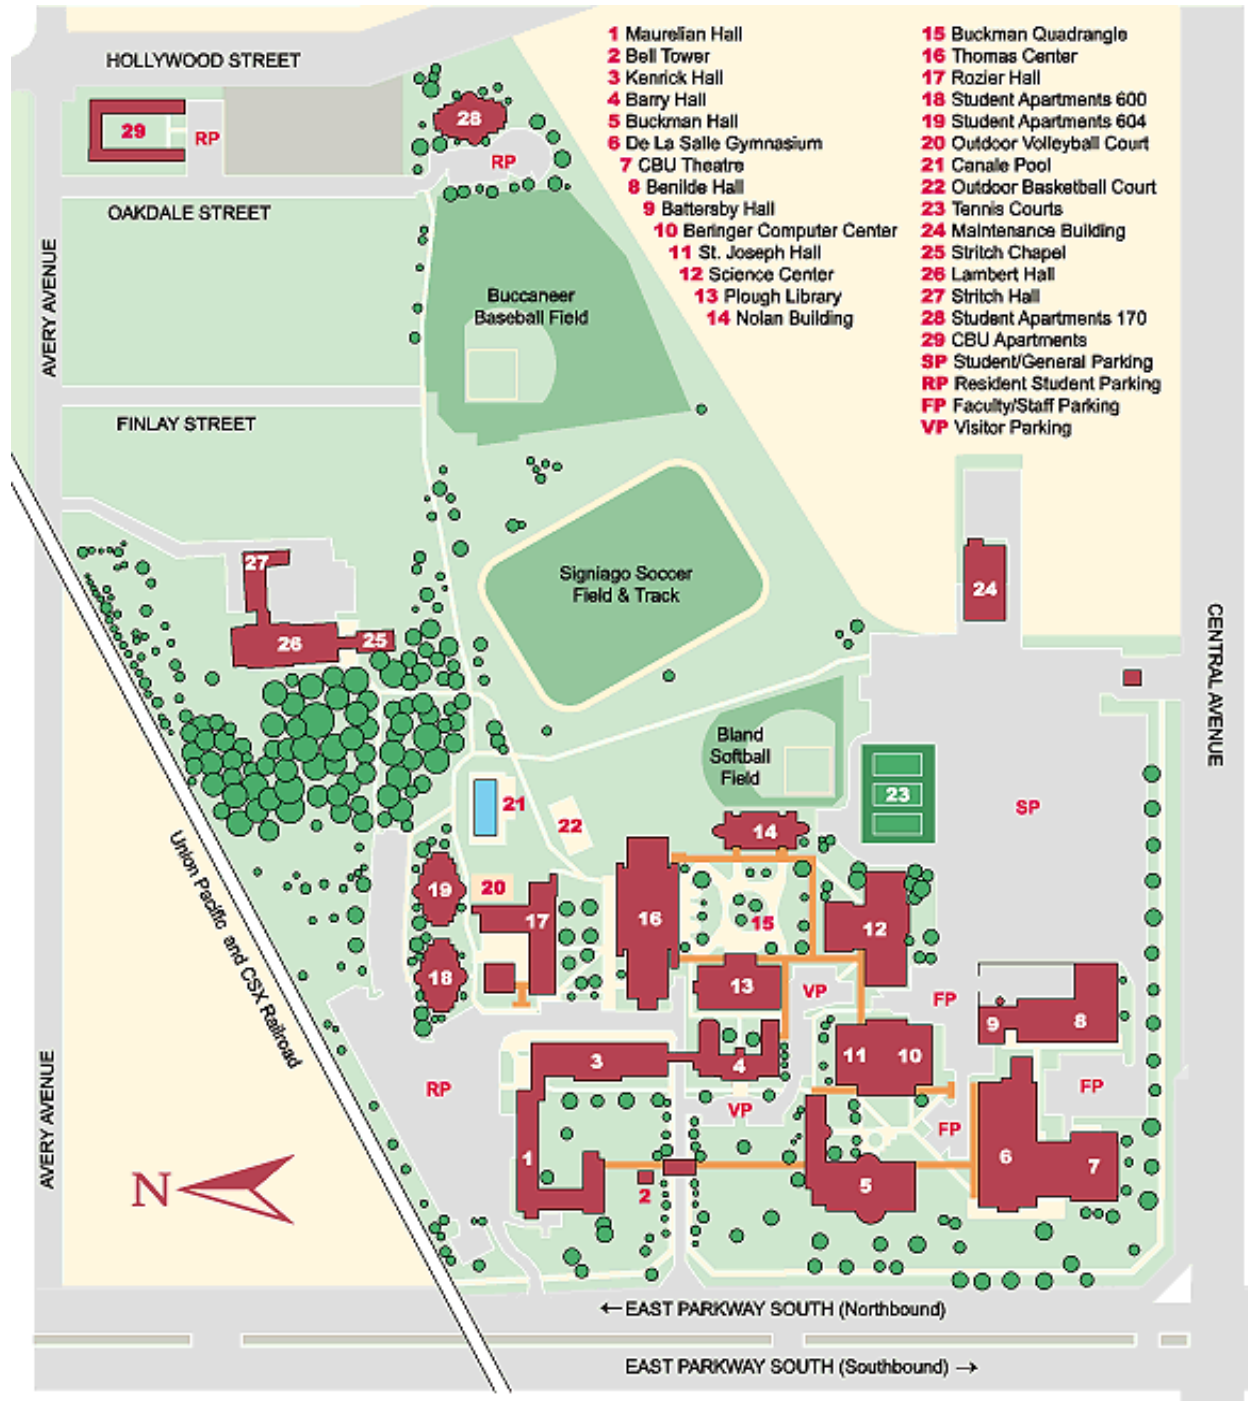 HOLLYWOOD STREET
OAKDALE STREET
FINLAY STREET
AVERY AVENUE
AVERY AVENUE
CENTRAL AVENUE
Union Pacific and CSX Railroad
←EAST PARKWAY SOUTH (Northbound)
EAST PARKWAY SOUTH (Southbound) →
N
1 Maurelian Hall
2 Bell Tower
3 Kenrick Hall
4 Barry Hall
5 Buckman Hall
6 De La Salle Gymnasium
7 CBU Theatre
8 Benilde Hall
9 Battersby Hall
10 Beringer Computer Center
11 St. Joseph Hall
12 Science Center
13 Plough Library
14 Nolan Building
15 Buckman Quadrangle
16 Thomas Center
17 Rozier Hall
18 Student Apartments 600
19 Student Apartments 604
20 Outdoor Volleyball Court
21 Canale Pool
22 Outdoor Basketball Court
23 Tennis Courts
24 Maintenance Building
25 Stritch Chapel
26 Lambert Hall
27 Stritch Hall
28 Student Apartments 170
29 CBU Apartments
SP Student/General Parking
RP Resident Student Parking
FP Faculty/Staff Parking
VP Visitor Parking
29
RP
28
RP
Buccaneer
Baseball Field
Signiago Soccer
Field & Track
Bland
Softball
Field
27
26
25
24
23
SP
21
22
14
20
19
17
16
15
12
18
13
VP
FP
9
8
3
4
11
10
RP
VP
FP
FP
1
2
5
6
7